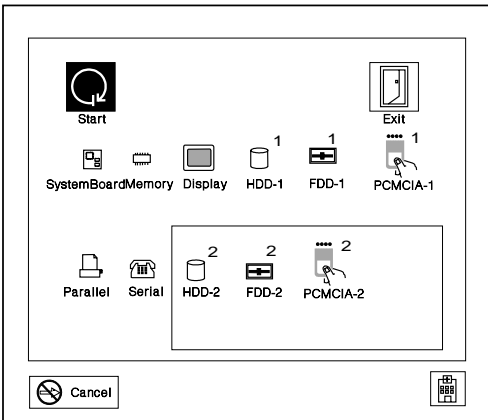 Start
Exit
1
1
1
SystemBoard Memory Display HDD-1 FDD-1 PCMCIA-1
2
2
2
Parallel Serial HDD-2 FDD-2 PCMCIA-2
Cancel